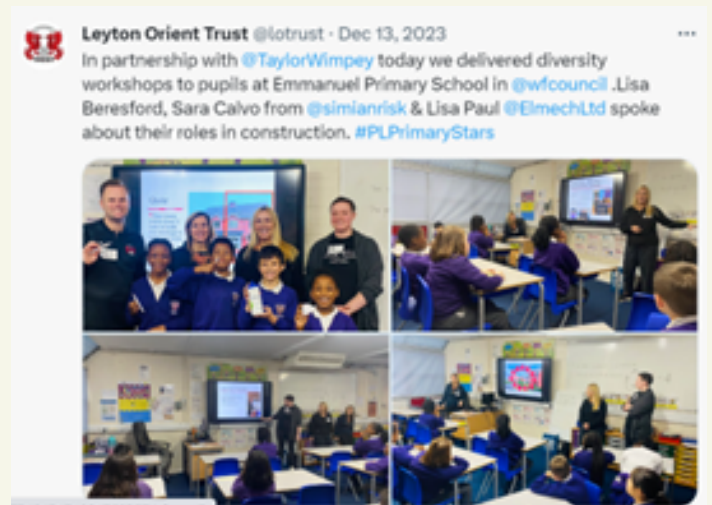 Leyton Orient Trust @lotrust · Dec 13, 2023
In partnership with @TaylorWimpey today we delivered diversity
workshops to pupils at Emmanuel Primary School in @wfcouncil .Lisa
Beresford, Sara Calvo from @simianrisk & Lisa Paul @ElmechLtd spoke
about their roles in construction. #PLPrimaryStars